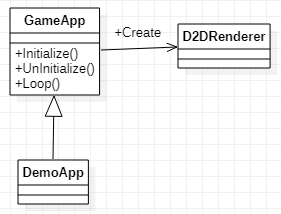 GameApp
+Initialize()
+UnInitialize()
+Loop()
+Create
D2DRenderer
DemoApp